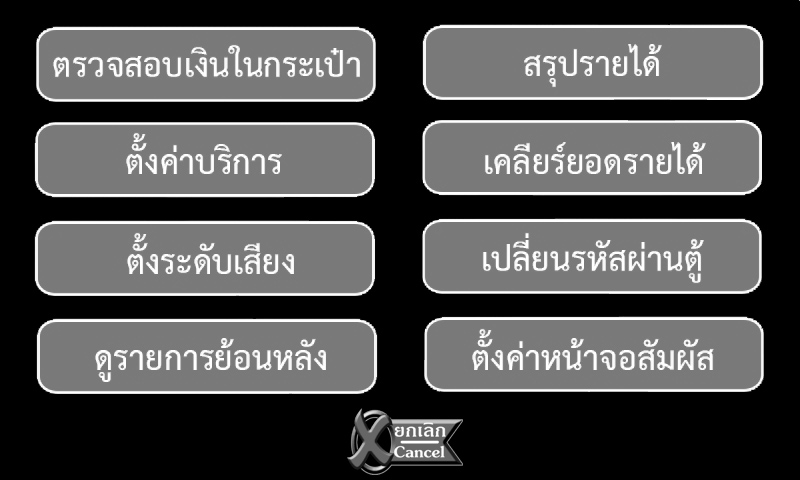 ตรวจสอบเงินในกระเป๋า
สรุปรายได้
ตั้งค่าบริการ
เคลียร์ยอดรายได้
ตั้งระดับเสียง
เปลี่ยนรหัสผ่านตู้
ดูรายการย้อนหลัง
ตั้งค่าหน้าจอสัมผัส
ยกเลิก
Cancel